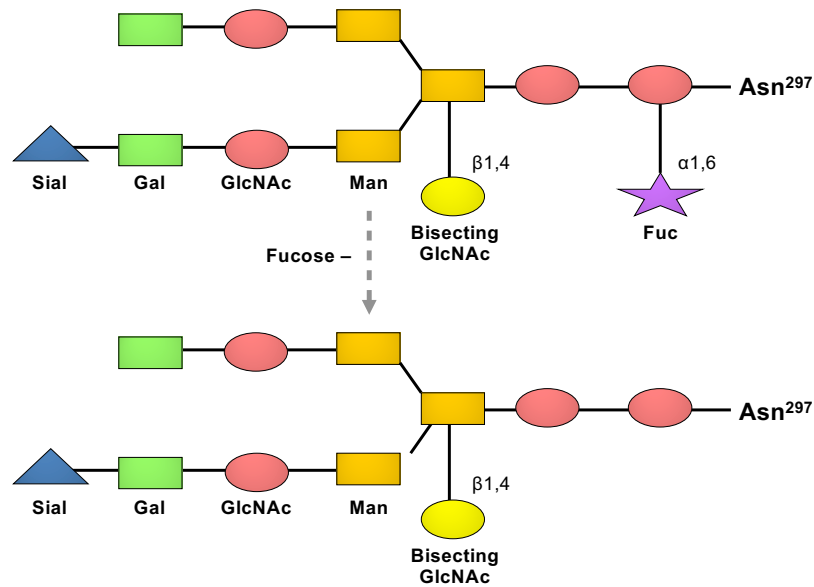 Asn²⁹⁷
β1,4
α1,6
Sial Gal GlcNAc Man
Bisecting
GlcNAc
Fuc
Fucose –
Asn²⁹⁷
β1,4
Sial Gal GlcNAc Man
Bisecting
GlcNAc